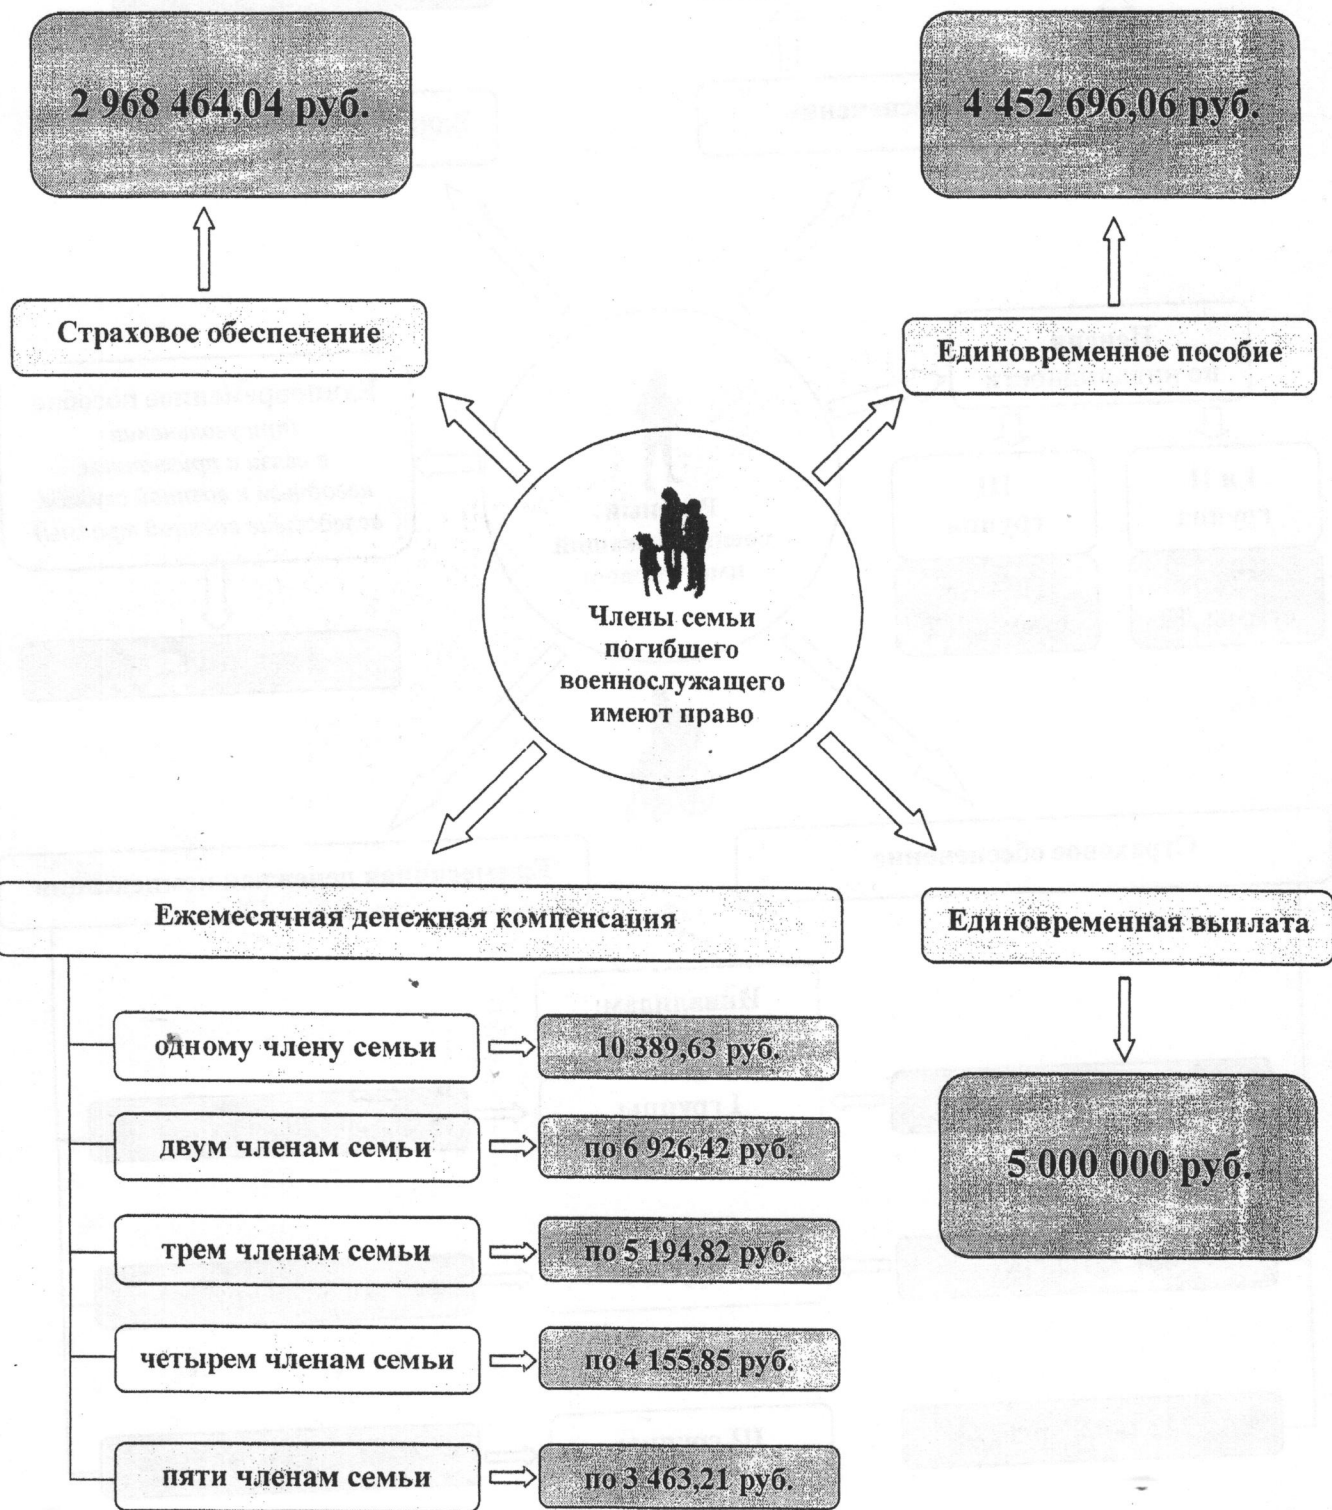 2 968 464,04 руб.
4 452 696,06 руб.
Страховое обеспечение
Единовременное пособие
Члены семьи
погибшего
военнослужащего
имеют право
Ежемесячная денежная компенсация
Единовременная выплата
одному члену семьи
10 389,63 руб.
двум членам семьи
по 6 926,42 руб.
5 000 000 руб.
трем членам семьи
по 5 194,82 руб.
четырем членам семьи
по 4 155,85 руб.
пяти членам семьи
по 3 463,21 руб.